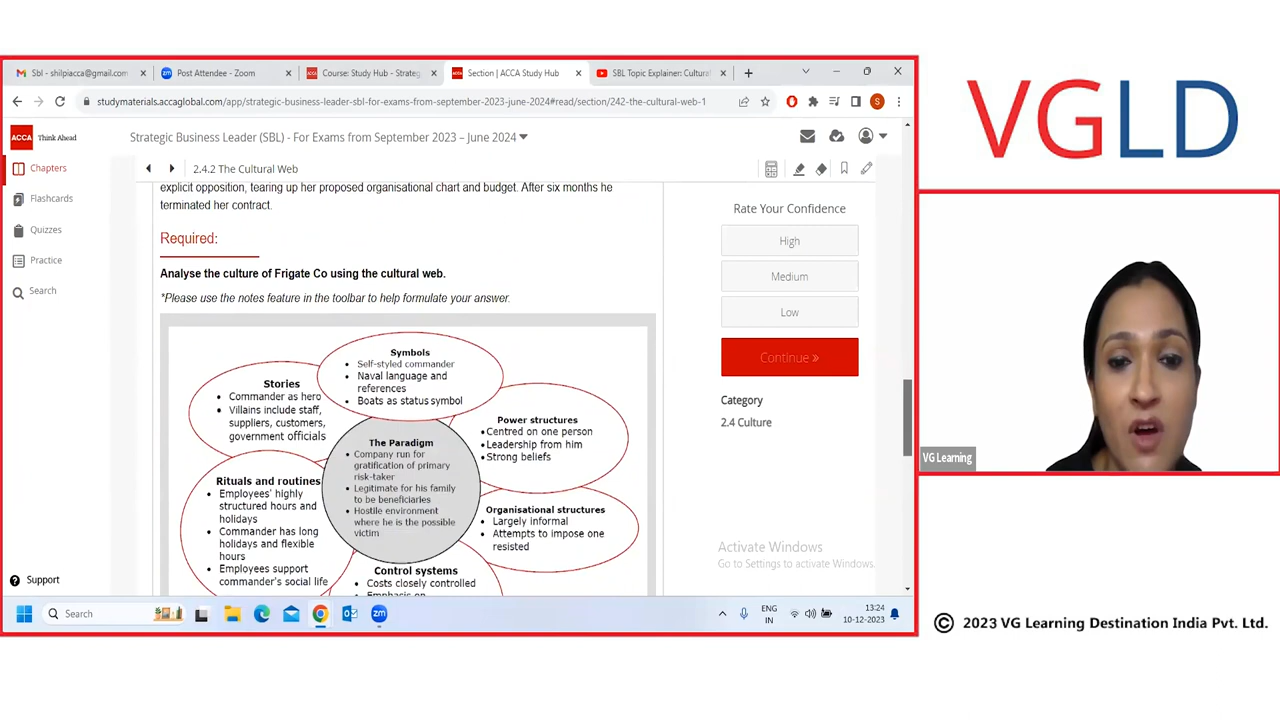 Sbl - shilpiacca@gmail.com
Post Attendee - Zoom
Course: Study Hub - Strateg
Section | ACCA Study Hub
SBL Topic Explainer: Cultural
studymaterials.accaglobal.com/app/strategic-business-leader-sbl-for-exams-from-september-2023-june-2024#read/section/242-the-cultural-web-1
S
ACCA
Think Ahead
Strategic Business Leader (SBL) - For Exams from September 2023 – June 2024
Chapters
Flashcards
Quizzes
Practice
Search
Support
2.4.2 The Cultural Web
explicit opposition, tearing up her proposed organisational chart and budget. After six months he
terminated her contract.
Required:
Analyse the culture of Frigate Co using the cultural web.
*Please use the notes feature in the toolbar to help formulate your answer.
Symbols
• Self-styled commander
• Naval language and
references
• Boats as status symbol
Stories
• Commander as hero
• Villains include staff,
suppliers, customers,
government officials
Power structures
• Centred on one person
• Leadership from him
• Strong beliefs
The Paradigm
• Company run for
gratification of primary
risk-taker
• Legitimate for his family
to be beneficiaries
• Hostile environment
where he is the possible
victim
Rituals and routines
• Employees' highly
structured hours and
holidays
• Commander has long
holidays and flexible
hours
• Employees support
commander's social life
Organisational structures
• Largely informal
• Attempts to impose one
resisted
Control systems
• Costs closely controlled
Rate Your Confidence
High
Medium
Low
Continue »
Category
2.4 Culture
Activate Windows
Go to Settings to activate Windows.
Search
zm
ENG
IN
13:24
10-12-2023
VGLD
VG Learning
© 2023 VG Learning Destination India Pvt. Ltd.